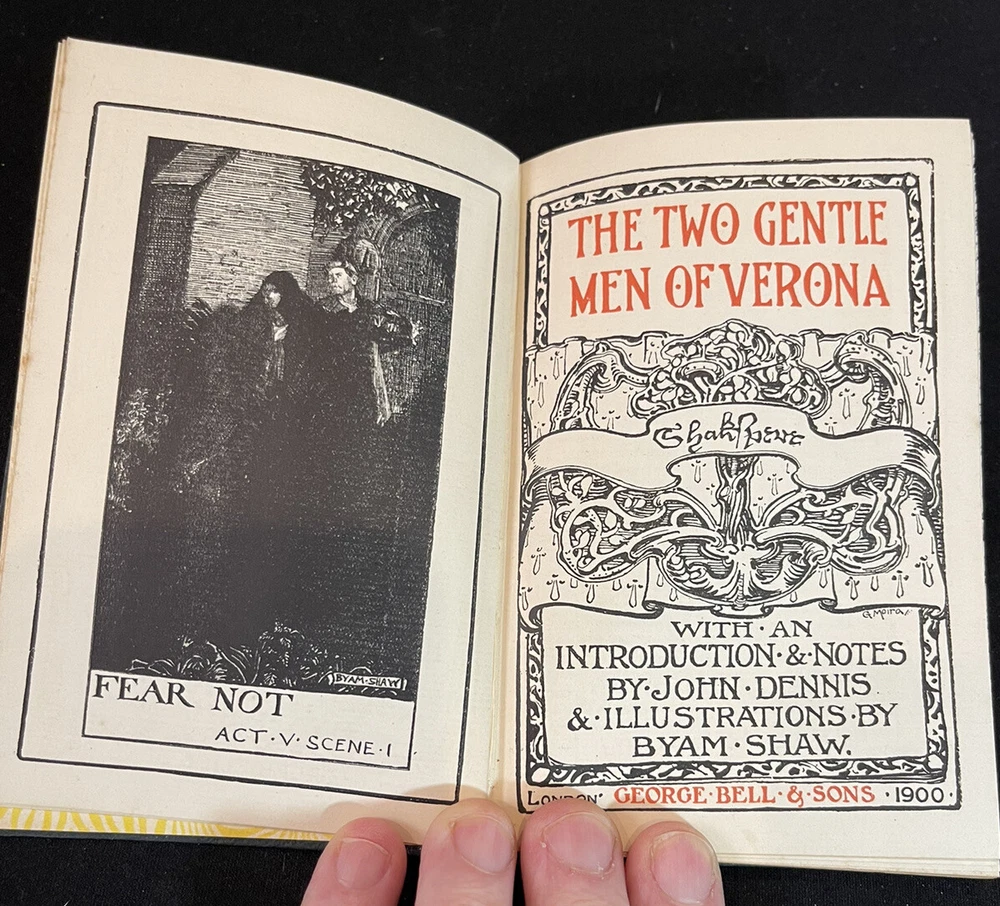 BYAM·SHAW
FEAR NOT
ACT·V·SCENE·I
THE TWO GENTLE
MEN OF VERONA
Shakspere
G Moira
WITH·AN
INTRODUCTION·&·NOTES
BY·JOHN·DENNIS
&·ILLUSTRATIONS·BY
BYAM·SHAW.
LONDON: GEORGE·BELL·&·SONS·1900·